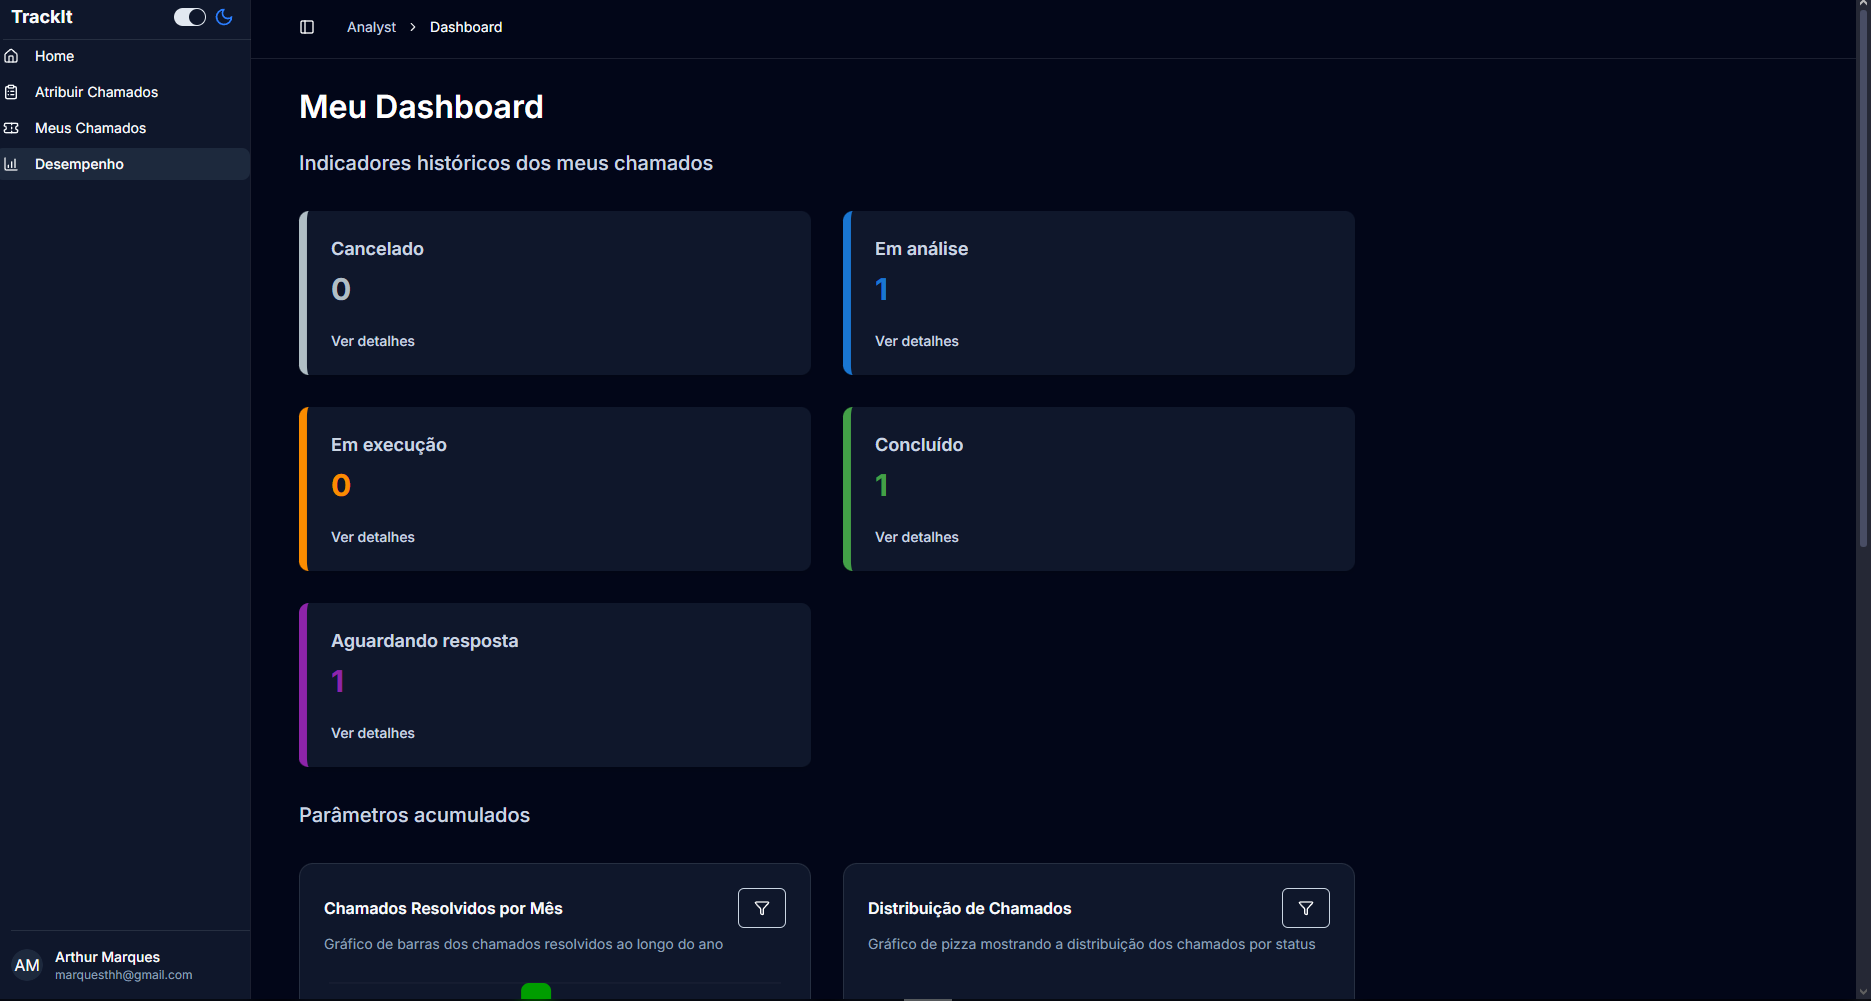 TrackIt
Home
Atribuir Chamados
Meus Chamados
Desempenho
Analyst > Dashboard
Meu Dashboard
Indicadores históricos dos meus chamados
Cancelado
0
Ver detalhes
Em análise
1
Ver detalhes
Em execução
0
Ver detalhes
Concluído
1
Ver detalhes
Aguardando resposta
1
Ver detalhes
Parâmetros acumulados
Chamados Resolvidos por Mês
Gráfico de barras dos chamados resolvidos ao longo do ano
Distribuição de Chamados
Gráfico de pizza mostrando a distribuição dos chamados por status
AM
Arthur Marques
marquesthh@gmail.com